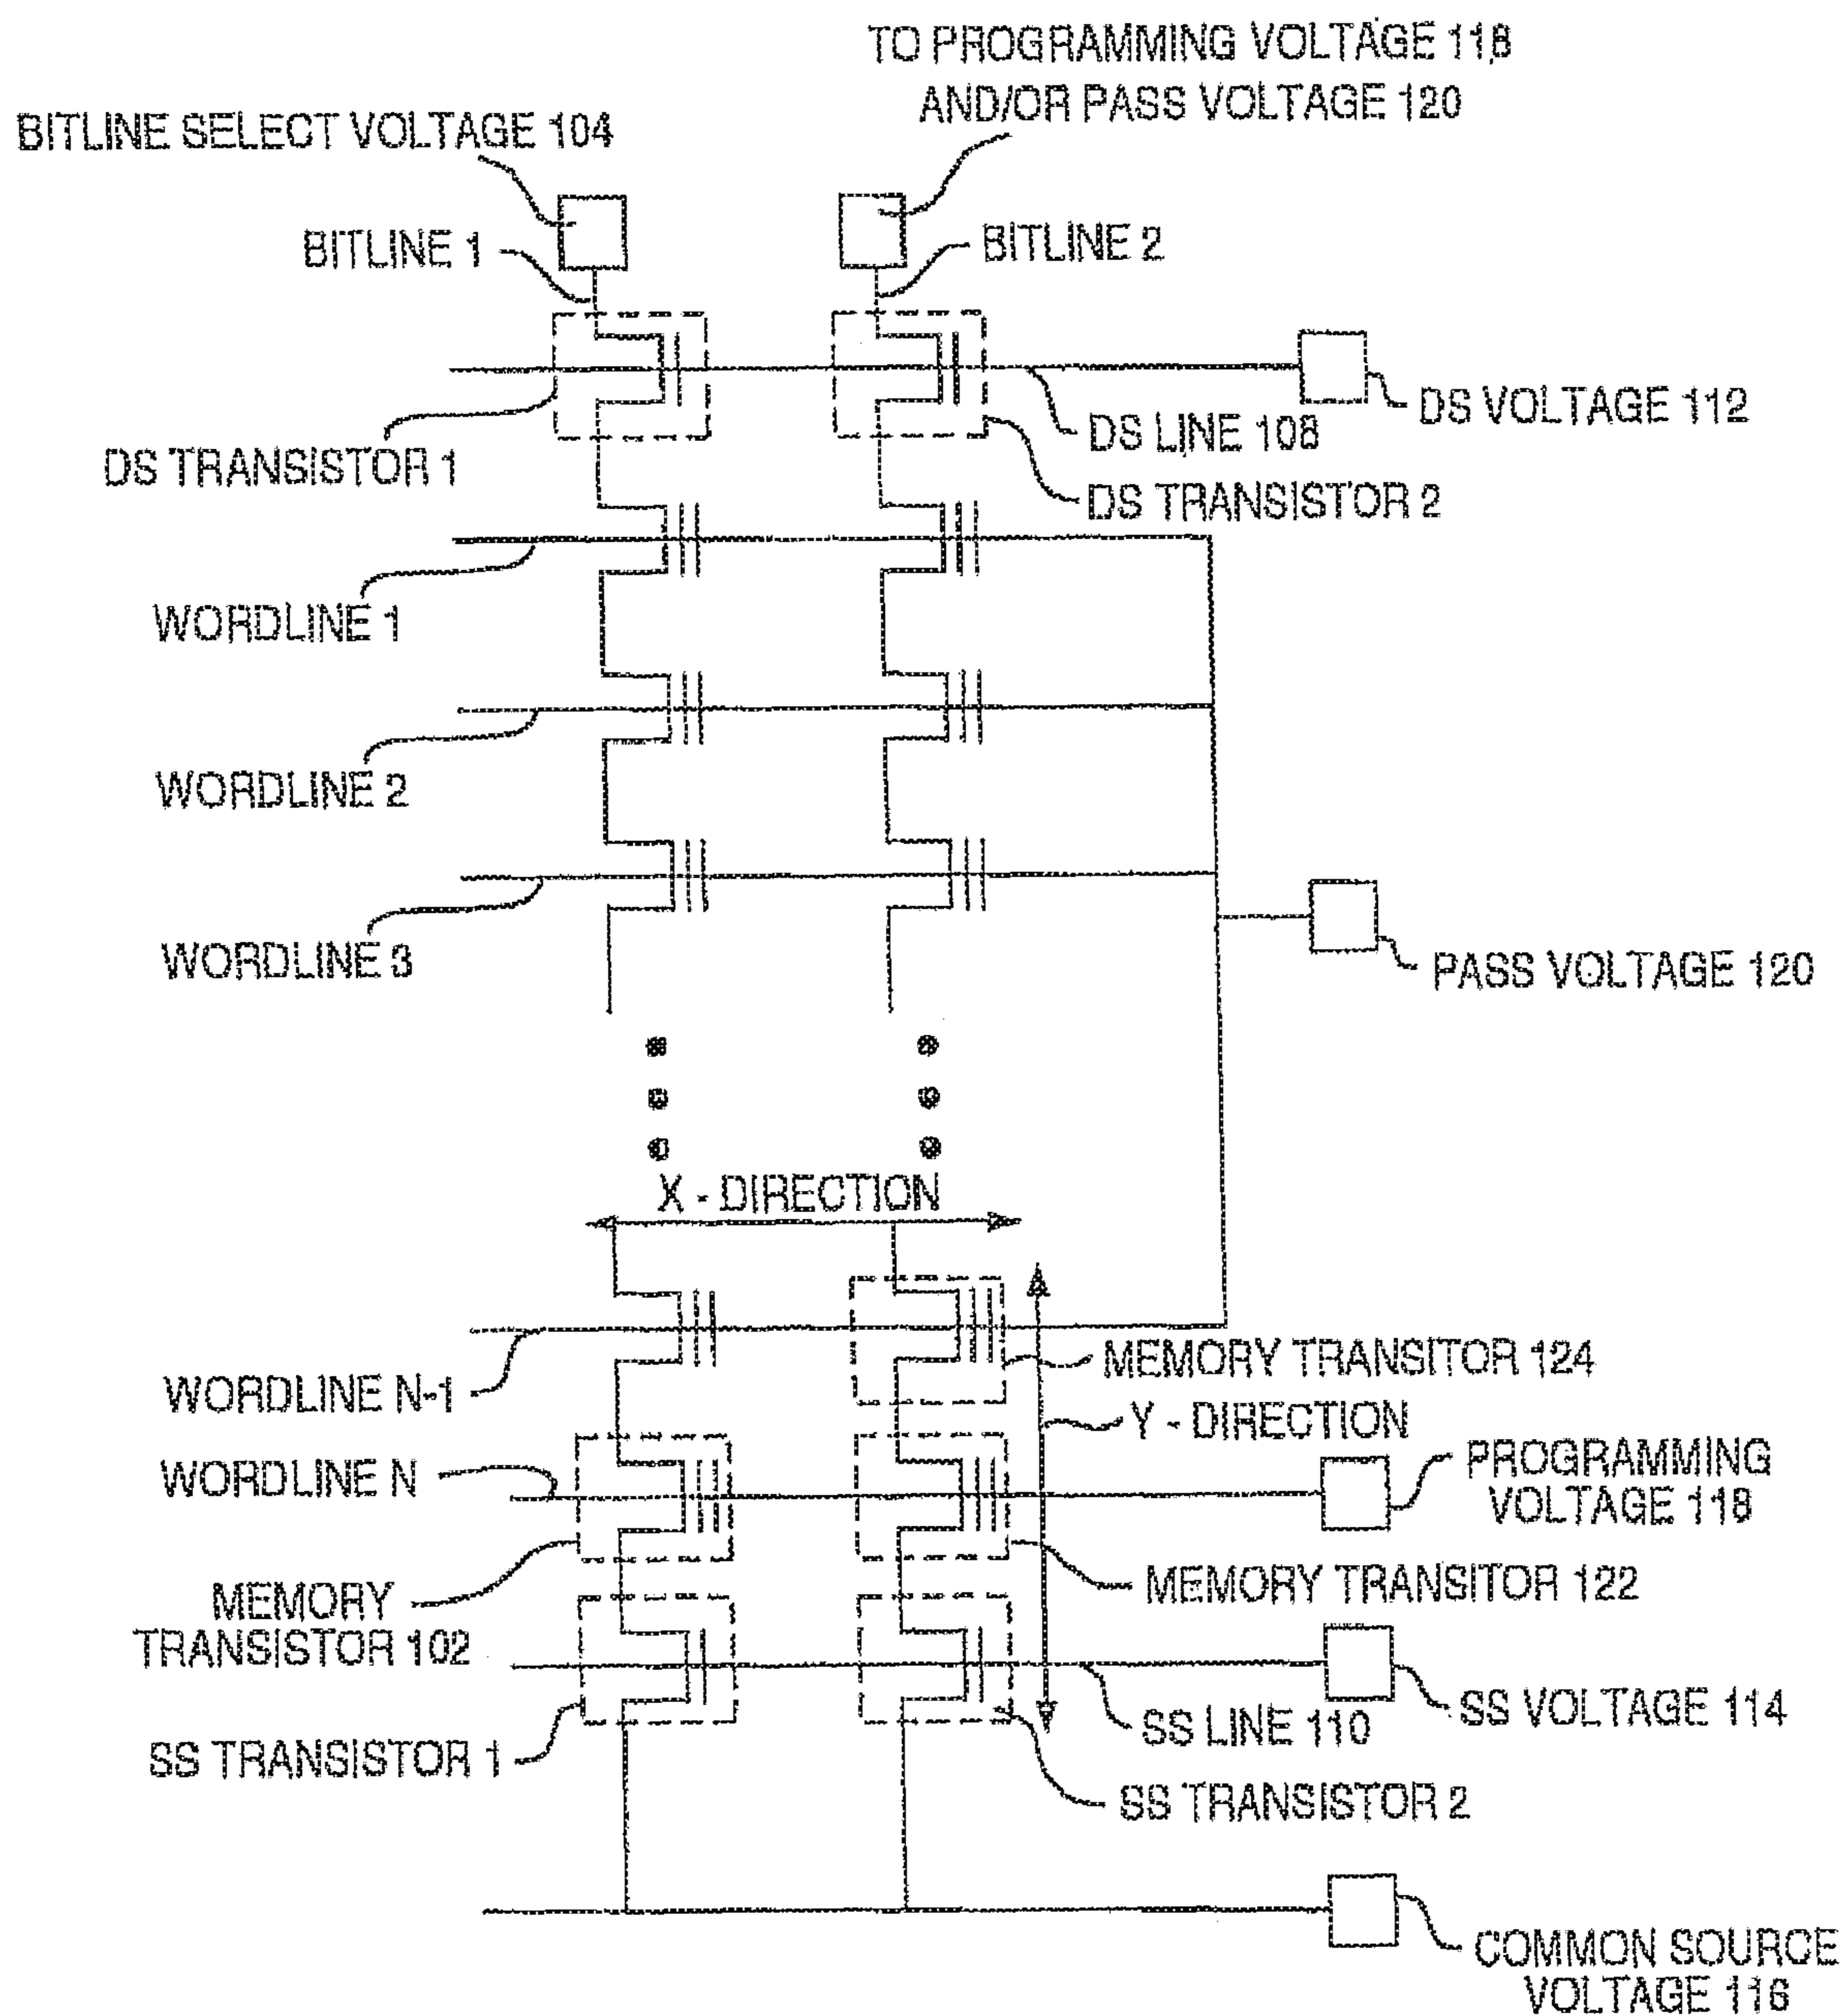 TO PROGRAMMING VOLTAGE 118
AND/OR PASS VOLTAGE 120
BITLINE SELECT VOLTAGE 104
BITLINE 1
BITLINE 2
DS VOLTAGE 112
DS LINE 108
DS TRANSISTOR 1
DS TRANSISTOR 2
WORDLINE 1
WORDLINE 2
WORDLINE 3
PASS VOLTAGE 120
X - DIRECTION
MEMORY TRANSITOR 124
WORDLINE N-1
Y - DIRECTION
WORDLINE N
PROGRAMMING
VOLTAGE 118
MEMORY
TRANSISTOR 102
MEMORY TRANSITOR 122
SS VOLTAGE 114
SS LINE 110
SS TRANSISTOR 1
SS TRANSISTOR 2
COMMON SOURCE
VOLTAGE 116